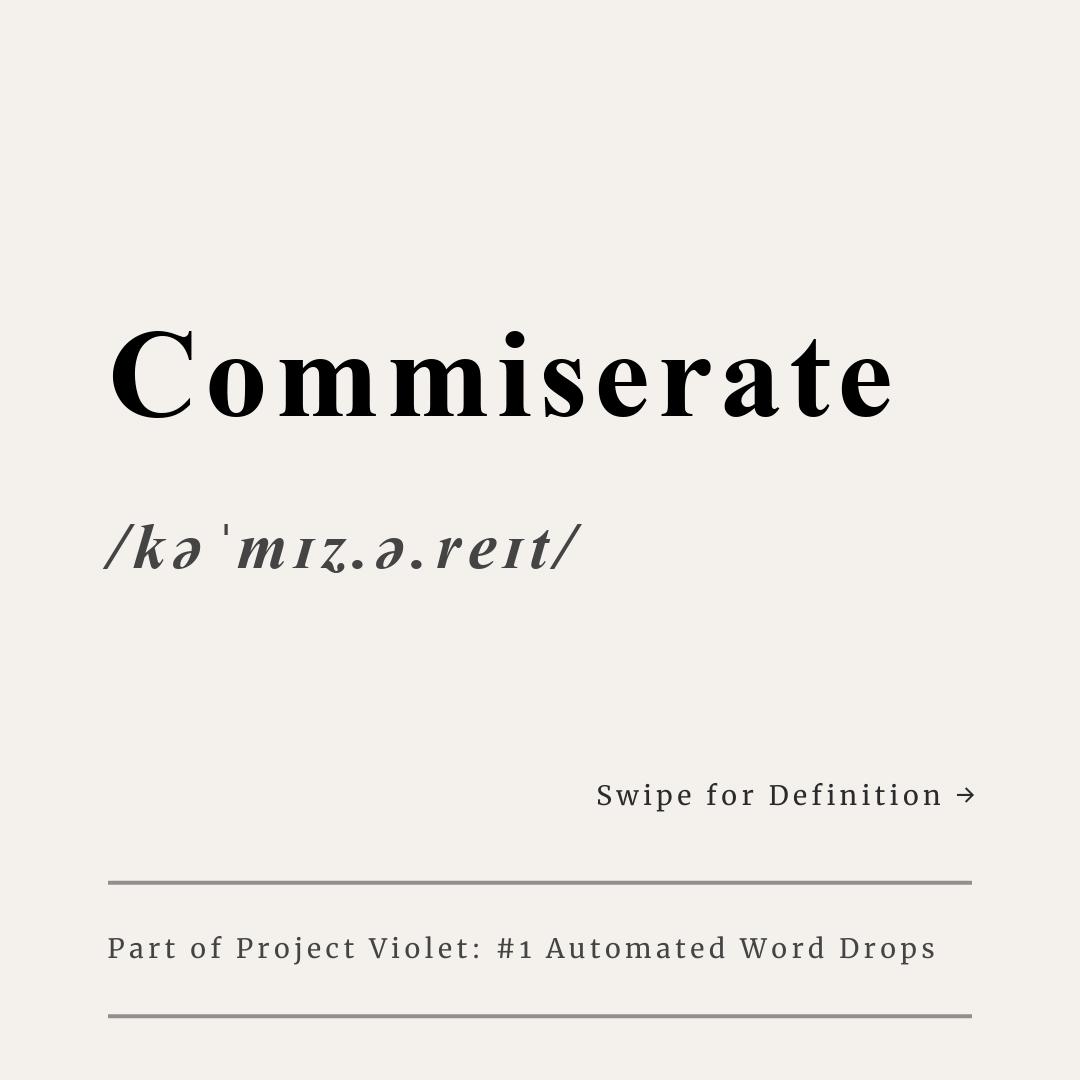 Commiserate
/kəˈmɪz.ə.reɪt/
Swipe for Definition →
Part of Project Violet: #1 Automated Word Drops